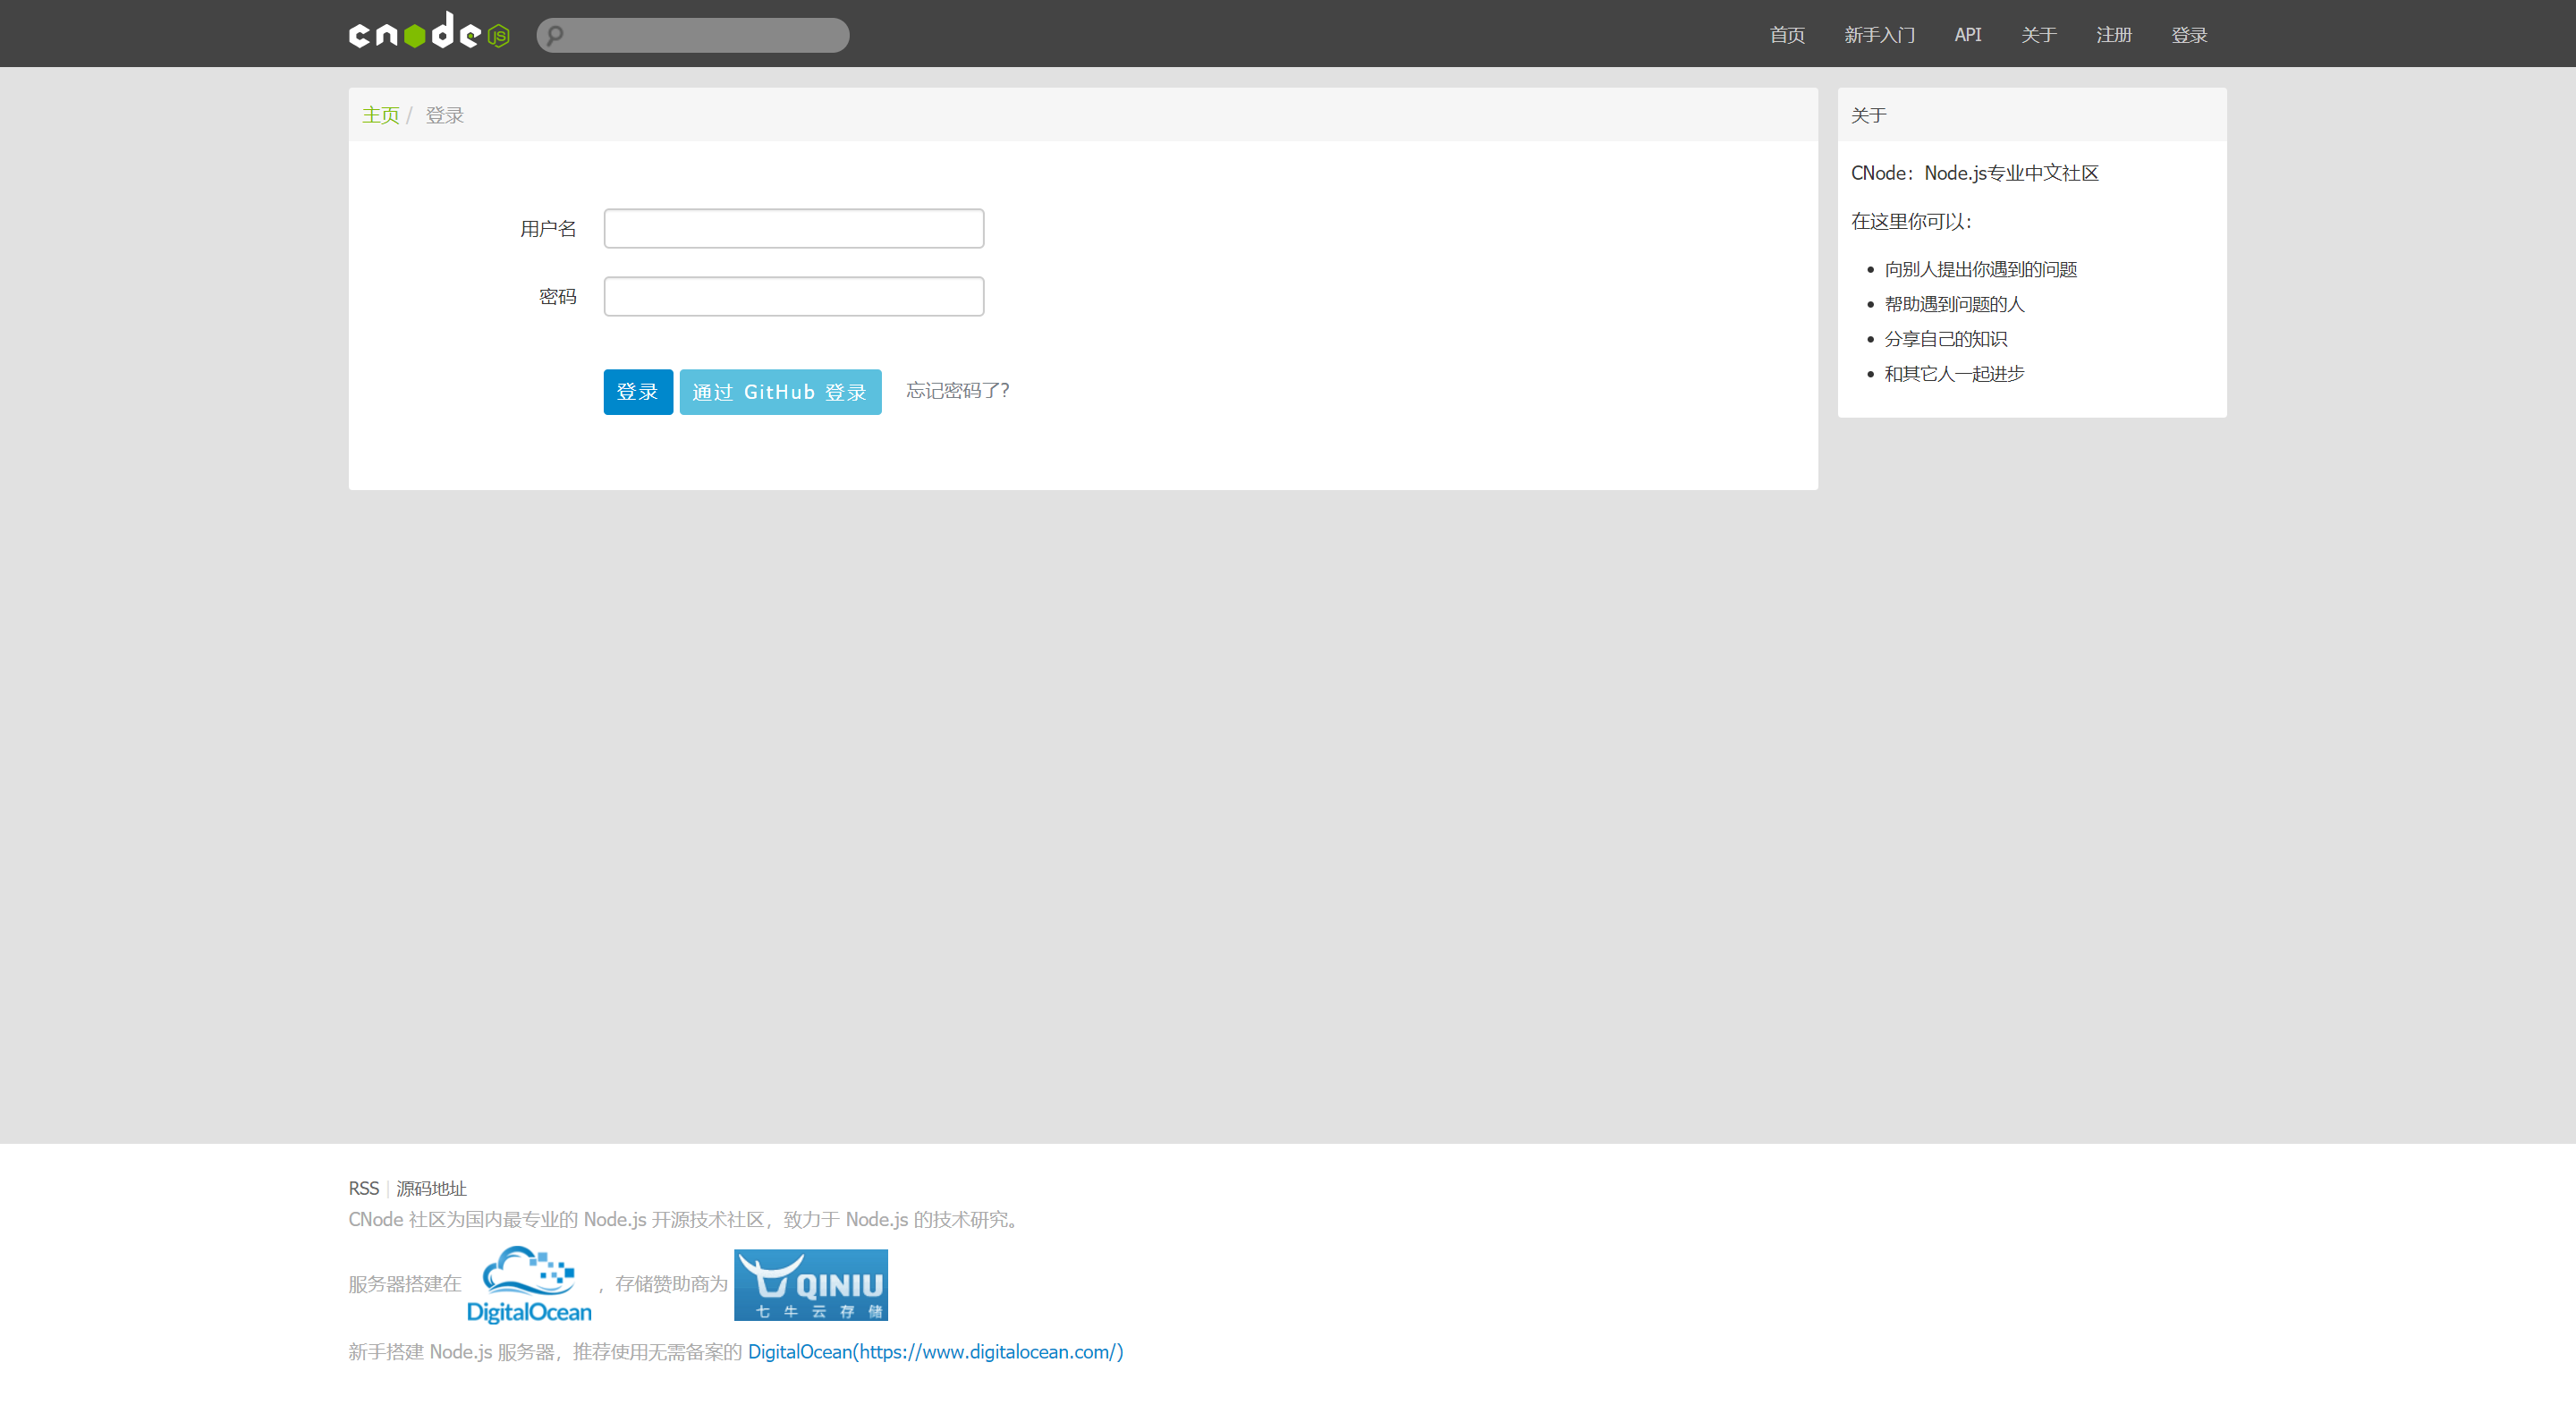 cnode JS
首页 新手入门 API 关于 注册 登录
主页 / 登录
用户名
密码
登录 通过 GitHub 登录 忘记密码了?
关于
CNode：Node.js专业中文社区
在这里你可以：
向别人提出你遇到的问题
帮助遇到问题的人
分享自己的知识
和其它人一起进步
RSS | 源码地址
CNode 社区为国内最专业的 Node.js 开源技术社区，致力于 Node.js 的技术研究。
服务器搭建在 DigitalOcean ，存储赞助商为 QINIU 七牛云存储
新手搭建 Node.js 服务器，推荐使用无需备案的 DigitalOcean(https://www.digitalocean.com/)